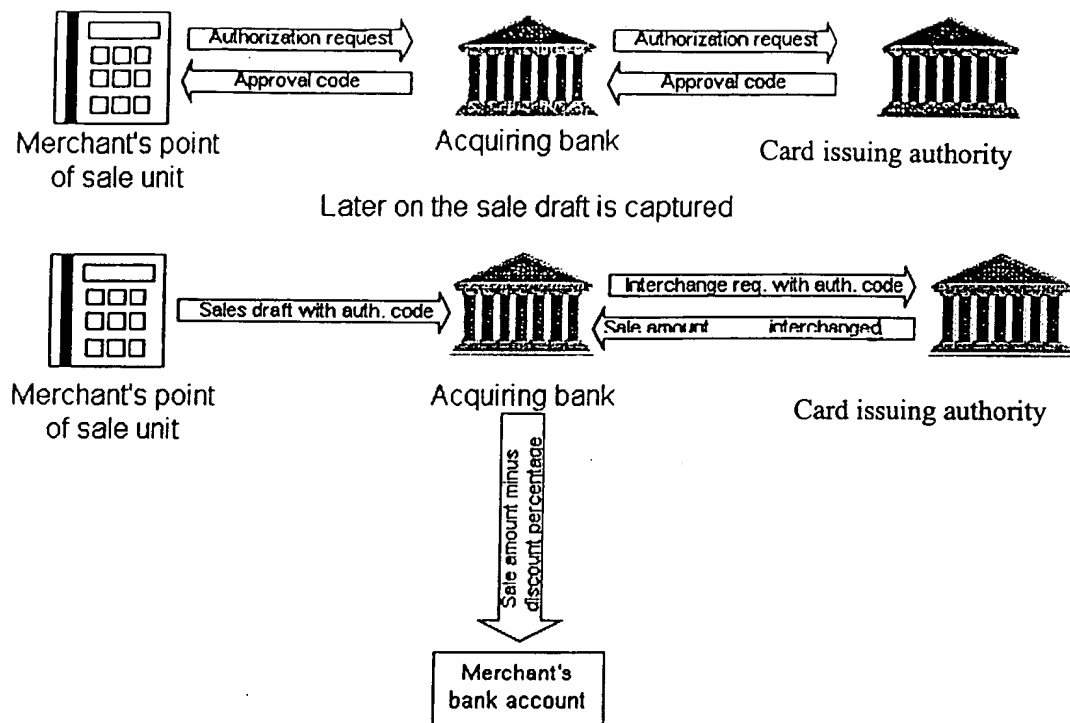 Authorization request
Authorization request
Approval code
Approval code
Merchant's point
of sale unit
Acquiring bank
Card issuing authority
Later on the sale draft is captured
Sales draft with auth. code
Interchange req. with auth. code
Sale amount interchanged
Merchant's point
of sale unit
Acquiring bank
Card issuing authority
Sale amount minus
discount percentage
Merchant's
bank account